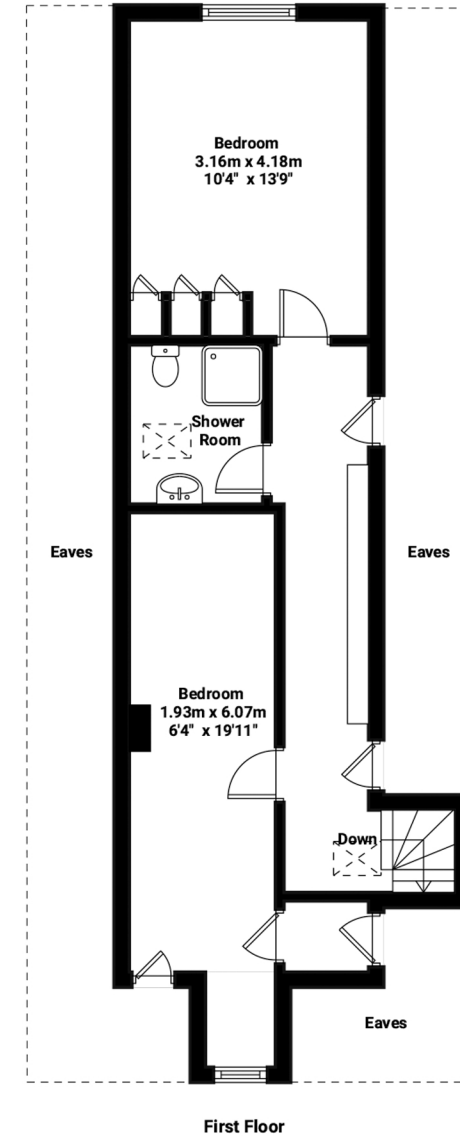 Bedroom
3.16m x 4.18m
10'4" x 13'9"
Shower
Room
Eaves
Eaves
Bedroom
1.93m x 6.07m
6'4" x 19'11"
Down
Eaves
First Floor